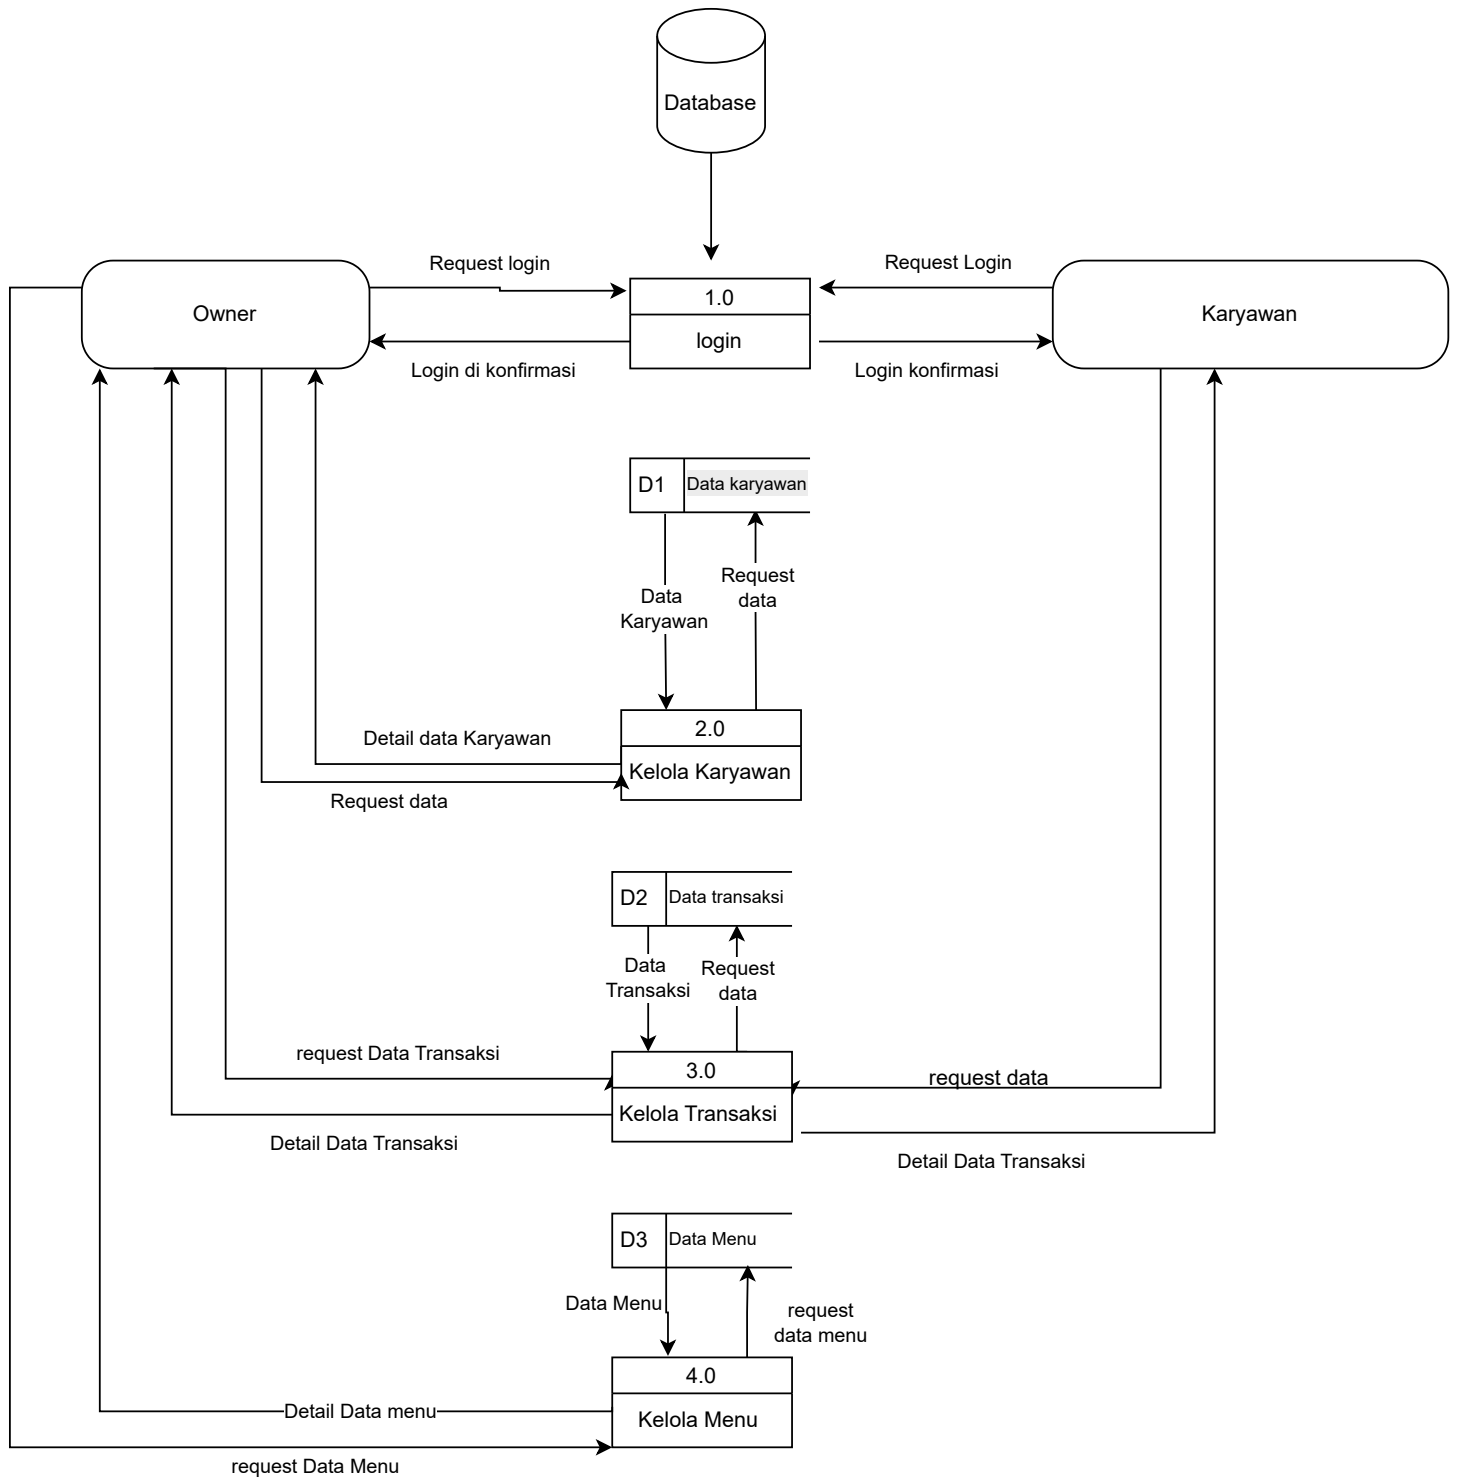 Database
Request login
Request Login
1.0
Owner
Karyawan
login
Login di konfirmasi
Login konfirmasi
D1
Data karyawan
Request
data
Data
Karyawan
2.0
Detail data Karyawan
Kelola Karyawan
Request data
D2
Data transaksi
Data
Transaksi
Request
data
request Data Transaksi
3.0
request data
Kelola Transaksi
Detail Data Transaksi
Detail Data Transaksi
D3
Data Menu
Data Menu
request
data menu
4.0
Detail Data menu
Kelola Menu
request Data Menu